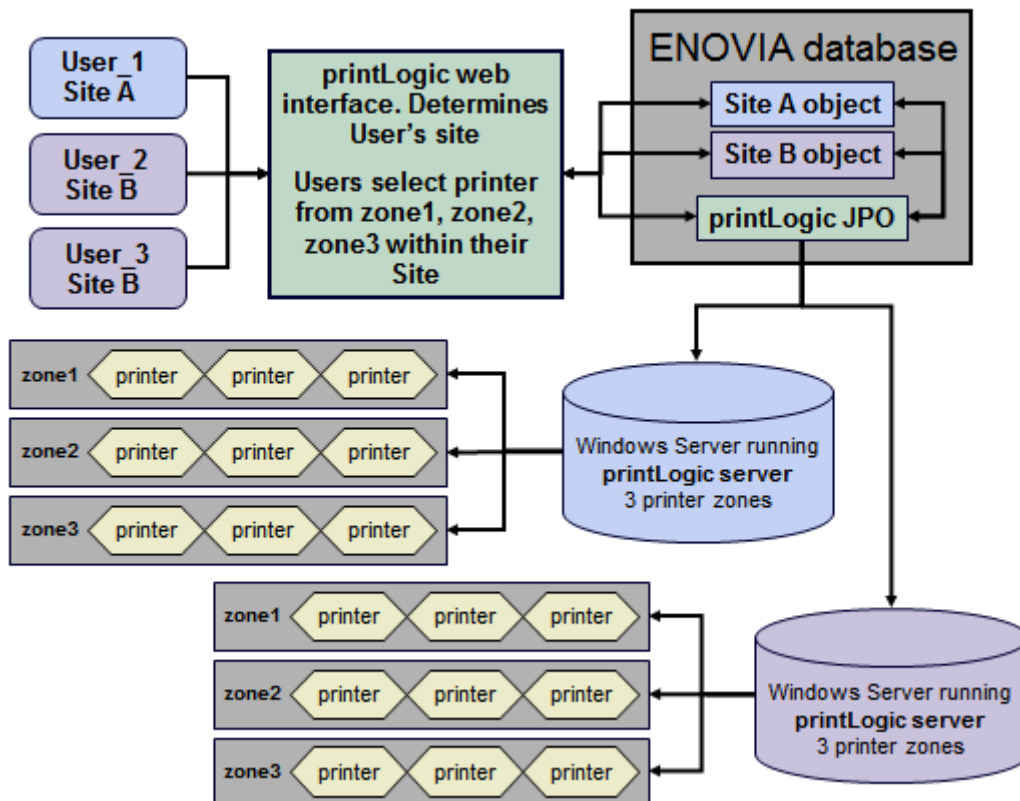 User_1
Site A
User_2
Site B
User_3
Site B
printLogic web
interface. Determines
User's site
Users select printer
from zone1, zone2,
zone3 within their
Site
ENOVIA database
Site A object
Site B object
printLogic JPO
zone1 printer printer printer
zone2 printer printer printer
zone3 printer printer printer
Windows Server running
printLogic server
3 printer zones
zone1 printer printer printer
zone2 printer printer printer
zone3 printer printer printer
Windows Server running
printLogic server
3 printer zones